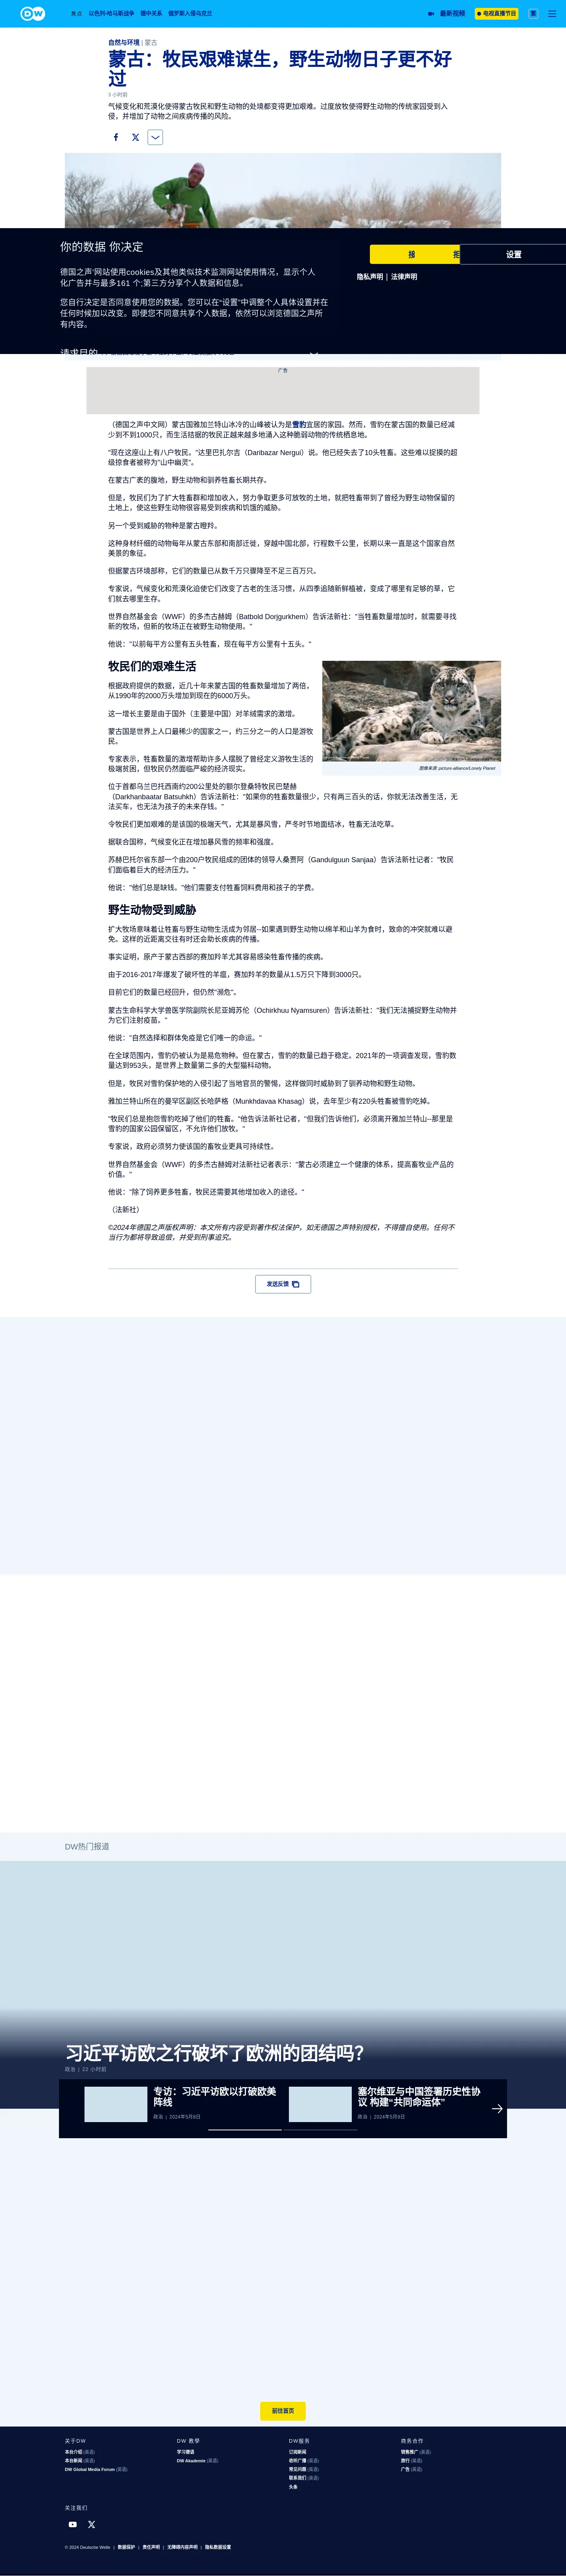 DW
焦点
以色列-哈马斯战争
德中关系
俄罗斯入侵乌克兰
最新视频
电视直播节目
繁
自然与环境 | 蒙古
蒙古：牧民艰难谋生，野生动物日子更不好
过
3 小时前
气候变化和荒漠化使得蒙古牧民和野生动物的处境都变得更加艰难。过度放牧使得野生动物的传统家园受到入
侵，并增加了动物之间疾病传播的风险。
你的数据 你决定
德国之声’网站使用cookies及其他类似技术监测网站使用情况，显示个人
化广告并与最多161 个;第三方分享个人数据和信息。
您自行决定是否同意使用您的数据。您可以在“设置”中调整个人具体设置并在
任何时候加以改变。即使您不同意共享个人数据，依然可以浏览德国之声所
有内容。
请求目的
设置
隐私声明 | 法律声明
广告
（德国之声中文网）蒙古国雅加兰特山冰冷的山峰被认为是雪豹宜居的家园。然而，雪豹在蒙古国的数量已经减
少到不到1000只，而生活拮据的牧民正越来越多地涌入这种脆弱动物的传统栖息地。
"现在这座山上有八户牧民，"达里巴扎尔吉（Daribazar Nergui）说。他已经失去了10头牲畜。这些难以捉摸的超
级掠食者被称为"山中幽灵"。
在蒙古广袤的腹地，野生动物和驯养牲畜长期共存。
但是，牧民们为了扩大牲畜群和增加收入，努力争取更多可放牧的土地，就把牲畜带到了曾经为野生动物保留的
土地上，使这些野生动物很容易受到疾病和饥饿的威胁。
另一个受到威胁的物种是蒙古瞪羚。
这种身材纤细的动物每年从蒙古东部和南部迁徙，穿越中国北部，行程数千公里，长期以来一直是这个国家自然
美景的象征。
但据蒙古环境部称，它们的数量已从数千万只骤降至不足三百万只。
专家说，气候变化和荒漠化迫使它们改变了古老的生活习惯，从四季追随新鲜植被，变成了哪里有足够的草，它
们就去哪里生存。
世界自然基金会（WWF）的多杰古赫姆（Batbold Dorjgurkhem）告诉法新社："当牲畜数量增加时，就需要寻找
新的牧场，但新的牧场正在被野生动物使用。"
他说："以前每平方公里有五头牲畜，现在每平方公里有十五头。"
牧民们的艰难生活
根据政府提供的数据，近几十年来蒙古国的牲畜数量增加了两倍，
从1990年的2000万头增加到现在的6000万头。
这一增长主要是由于国外（主要是中国）对羊绒需求的激增。
蒙古国是世界上人口最稀少的国家之一，约三分之一的人口是游牧
民。
专家表示，牲畜数量的激增帮助许多人摆脱了曾经定义游牧生活的
极端贫困，但牧民仍然面临严峻的经济现实。
图像来源: picture-alliance/Lonely Planet
位于首都乌兰巴托西南约200公里处的额尔登桑特牧民巴楚赫
（Darkhanbaatar Batsuhkh）告诉法新社："如果你的牲畜数量很少，只有两三百头的话，你就无法改善生活，无
法买车，也无法为孩子的未来存钱。"
令牧民们更加艰难的是该国的极端天气，尤其是暴风雪，严冬时节地面结冰，牲畜无法吃草。
据联合国称，气候变化正在增加暴风雪的频率和强度。
苏赫巴托尔省东部一个由200户牧民组成的团体的领导人桑贾阿（Gandulguun Sanjaa）告诉法新社记者："牧民
们面临着巨大的经济压力。"
他说："他们总是缺钱。"他们需要支付牲畜饲料费用和孩子的学费。
野生动物受到威胁
扩大牧场意味着让牲畜与野生动物生活成为邻居--如果遇到野生动物以绵羊和山羊为食时，致命的冲突就难以避
免。这样的近距离交往有时还会助长疾病的传播。
事实证明，原产于蒙古西部的赛加羚羊尤其容易感染牲畜传播的疾病。
由于2016-2017年爆发了破坏性的羊瘟，赛加羚羊的数量从1.5万只下降到3000只。
目前它们的数量已经回升，但仍然"濒危"。
蒙古生命科学大学兽医学院副院长尼亚姆苏伦（Ochirkhuu Nyamsuren）告诉法新社："我们无法捕捉野生动物并
为它们注射疫苗。"
他说："自然选择和群体免疫是它们唯一的命运。"
在全球范围内，雪豹仍被认为是易危物种。但在蒙古，雪豹的数量已趋于稳定。2021年的一项调查发现，雪豹数
量达到953头，是世界上数量第二多的大型猫科动物。
但是，牧民对雪豹保护地的入侵引起了当地官员的警惕，这样做同时威胁到了驯养动物和野生动物。
雅加兰特山所在的曼罕区副区长哈萨格（Munkhdavaa Khasag）说，去年至少有220头牲畜被雪豹吃掉。
"牧民们总是抱怨雪豹吃掉了他们的牲畜。"他告诉法新社记者，"但我们告诉他们，必须离开雅加兰特山--那里是
雪豹的国家公园保留区，不允许他们放牧。"
专家说，政府必须努力使该国的畜牧业更具可持续性。
世界自然基金会（WWF）的多杰古赫姆对法新社记者表示："蒙古必须建立一个健康的体系，提高畜牧业产品的
价值。"
他说："除了饲养更多牲畜，牧民还需要其他增加收入的途径。"
（法新社）
©2024年德国之声版权声明：本文所有内容受到著作权法保护，如无德国之声特别授权，不得擅自使用。任何不
当行为都将导致追偿，并受到刑事追究。
发送反馈
DW热门报道
习近平访欧之行破坏了欧洲的团结吗？
政治 | 22 小时前
专访：习近平访欧以打破欧美
阵线
政治 | 2024年5月8日
塞尔维亚与中国签署历史性协
议 构建“共同命运体”
政治 | 2024年5月9日
前往首页
关于DW
本台介绍 (英语)
本台新闻 (英语)
DW Global Media Forum (英语)
DW 教学
学习德语
DW Akademie (英语)
DW服务
订阅新闻
收听广播 (英语)
常见问题 (英语)
联系我们 (英语)
头条
商务合作
销售推广 (英语)
旅行 (英语)
广告 (英语)
关注我们
© 2024 Deutsche Welle | 数据保护 | 责任声明 | 无障碍内容声明 | 隐私数据设置